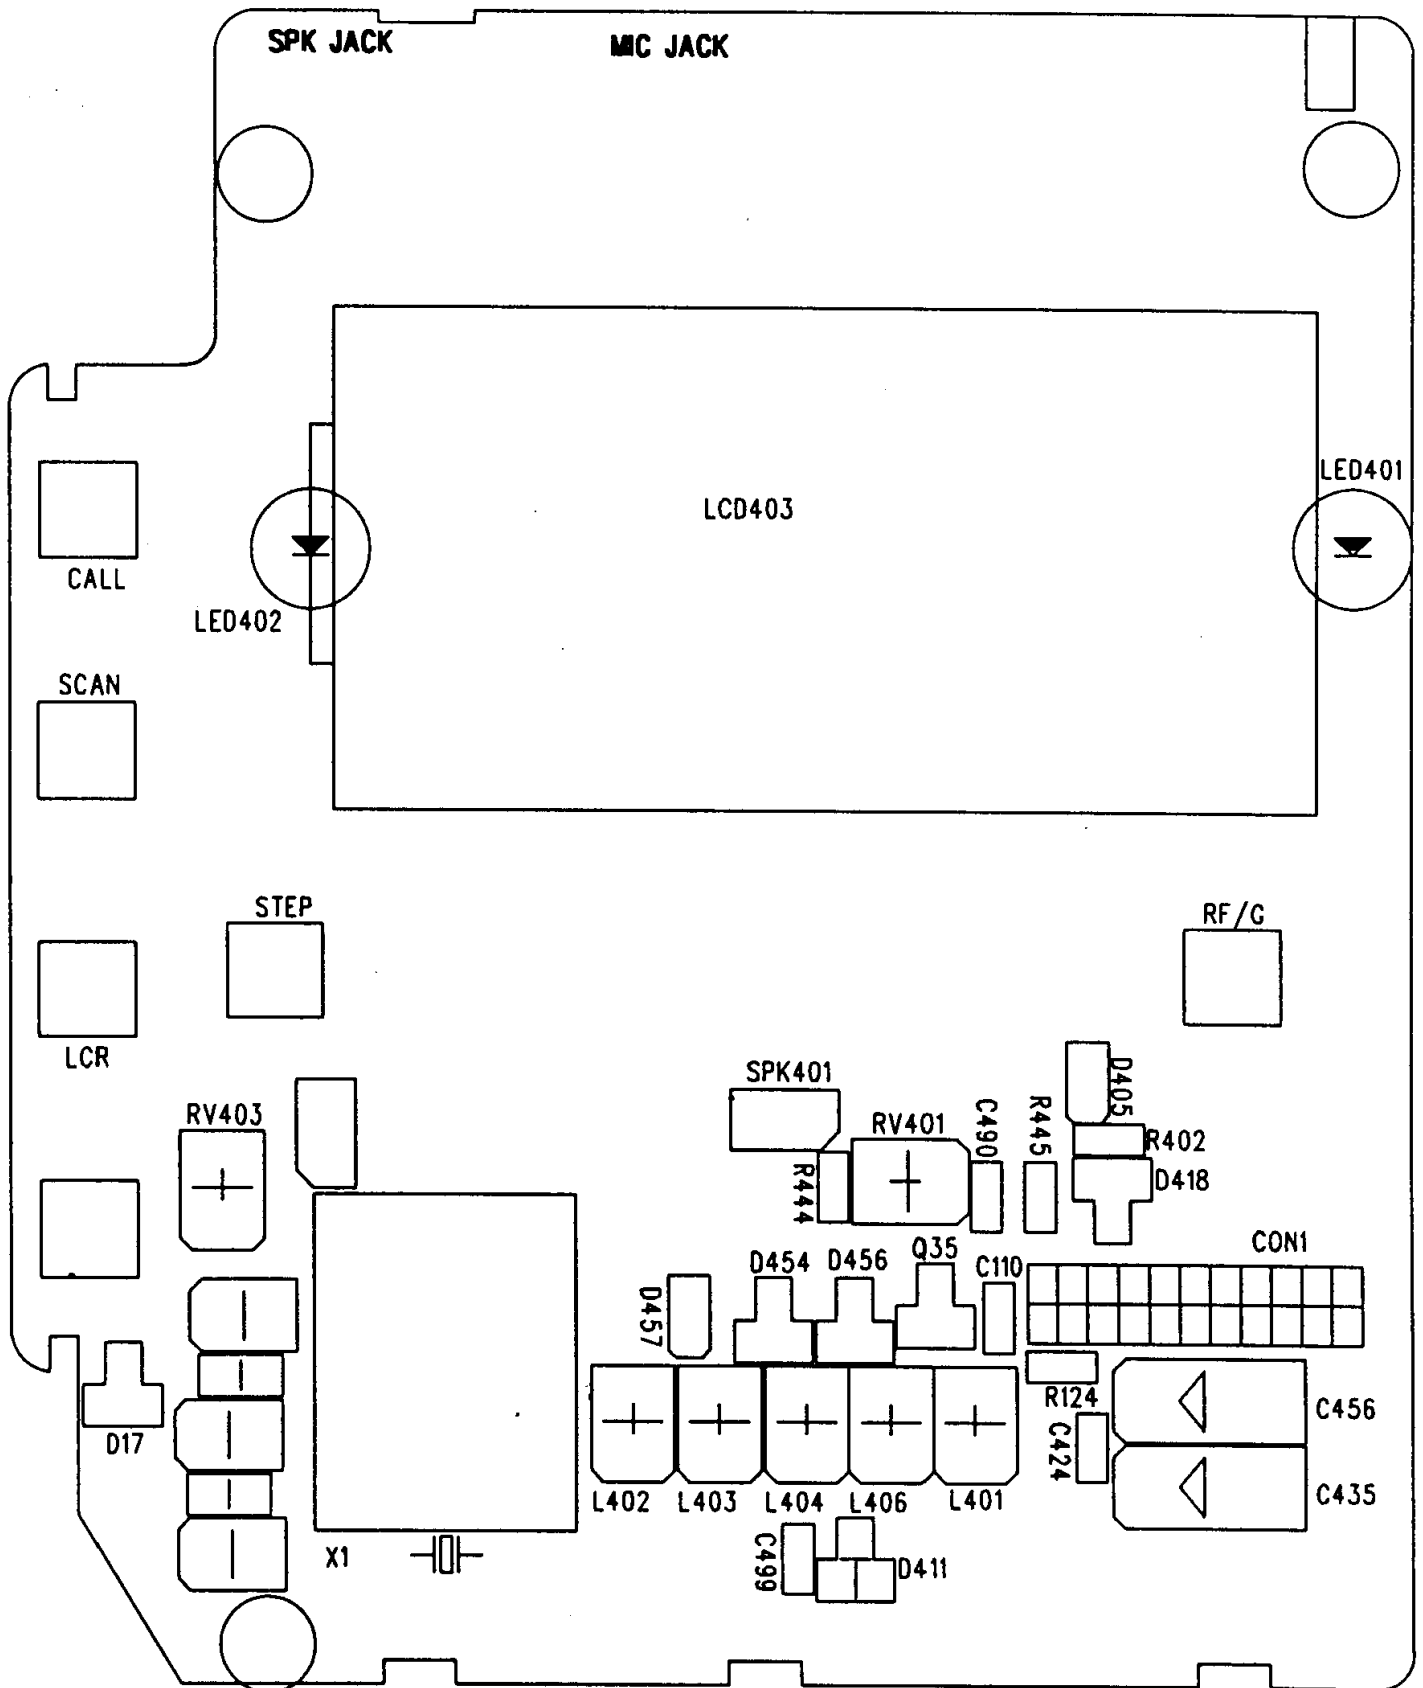 SPK JACK
MIC JACK
LED401
LCD403
CALL
LED402
SCAN
STEP
RF/G
LCR
SPK401
D405
RV403
RV401
C490
R445
R402
R444
D418
CON1
Q35
D454
D456
C110
D457
R124
C456
D17
C424
L402
L403
L404
L406
L401
C435
X1
C499
D411